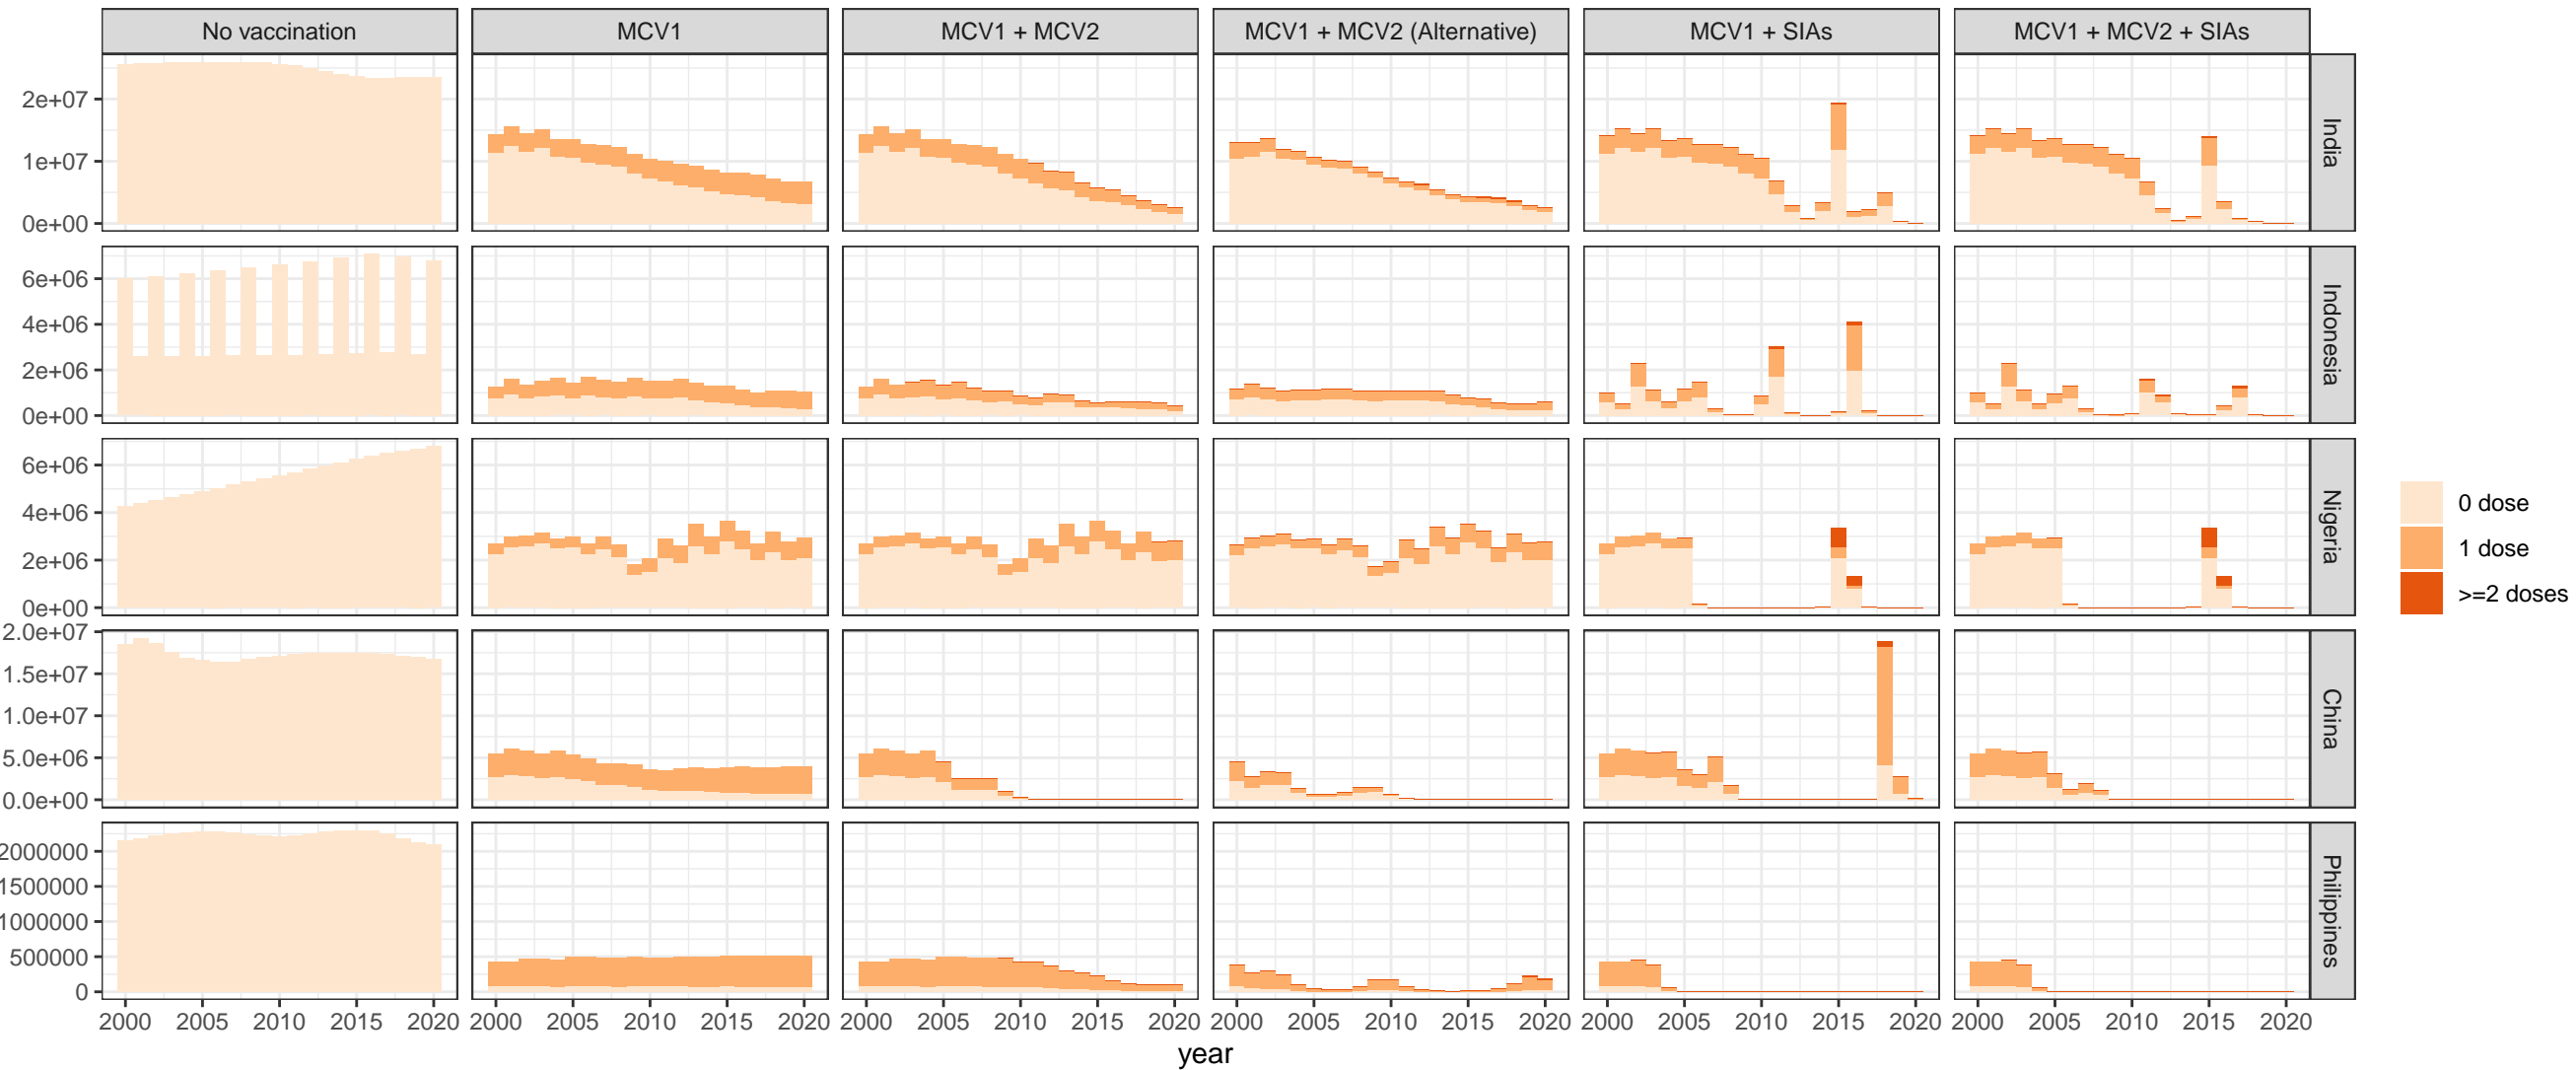 No vaccination
MCV1
MCV1 + MCV2
MCV1 + MCV2 (Alternative)
MCV1 + SIAs
MCV1 + MCV2 + SIAs
2e+07
1e+07
0e+00
India
6e+06
4e+06
2e+06
0e+00
Indonesia
6e+06
4e+06
2e+06
0e+00
Nigeria
2.0e+07
1.5e+07
1.0e+07
5.0e+06
0.0e+00
China
2000000
1500000
1000000
500000
0
Philippines
2000 2005 2010 2015 2020
2000 2005 2010 2015 2020
2000 2005 2010 2015 2020
2000 2005 2010 2015 2020
2000 2005 2010 2015 2020
2000 2005 2010 2015 2020
year
0 dose
1 dose
>=2 doses